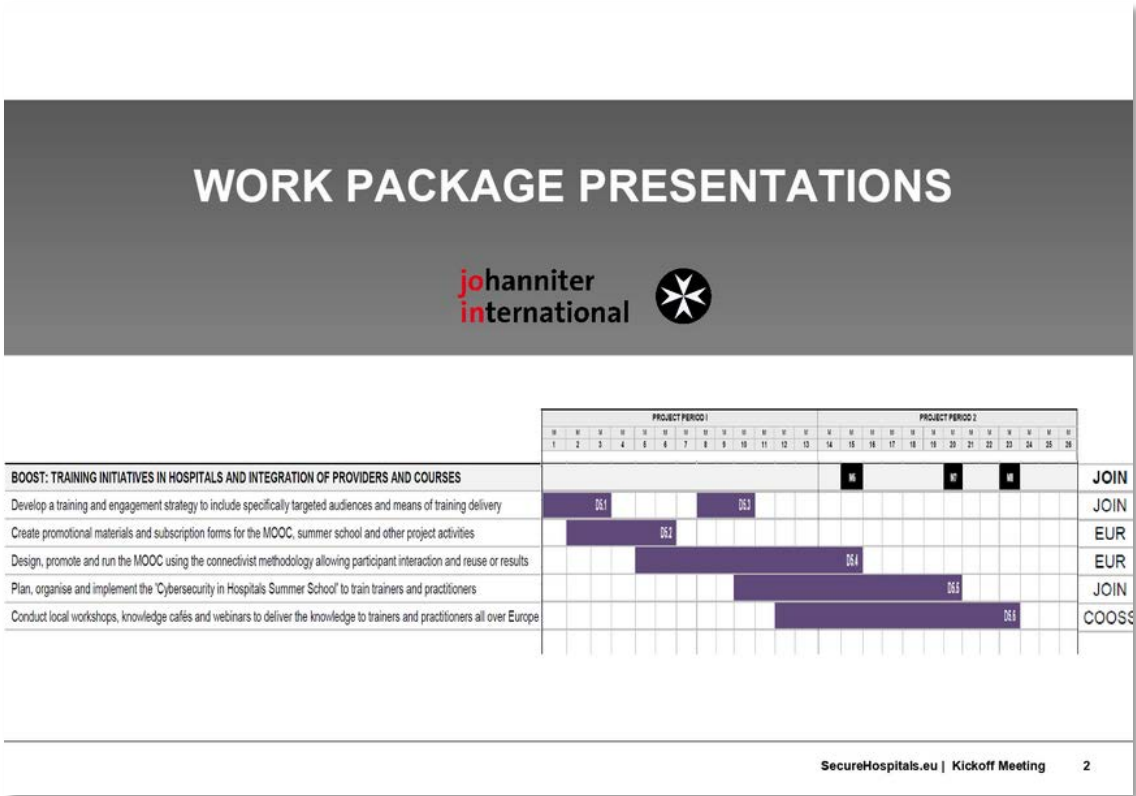 WORK PACKAGE PRESENTATIONS
johanniter
international
PROJECT PERIOD I PROJECT PERIOD 2
M M M M M M M M M M M M M M M M M M M M M M M M M M
1 2 3 4 5 6 7 8 9 10 11 12 13 14 15 16 17 18 19 20 21 22 23 24 25 26
BOOST: TRAINING INITIATIVES IN HOSPITALS AND INTEGRATION OF PROVIDERS AND COURSES M6 M7 M8 JOIN
Develop a training and engagement strategy to include specifically targeted audiences and means of training delivery D5.1 D5.3 JOIN
Create promotional materials and subscription forms for the MOOC, summer school and other project activities D5.2 EUR
Design, promote and run the MOOC using the connectivist methodology allowing participant interaction and reuse or results D5.4 EUR
Plan, organise and implement the 'Cybersecurity in Hospitals Summer School' to train trainers and practitioners D5.5 JOIN
Conduct local workshops, knowledge cafés and webinars to deliver the knowledge to trainers and practitioners all over Europe D5.6 COOSS
SecureHospitals.eu | Kickoff Meeting 2